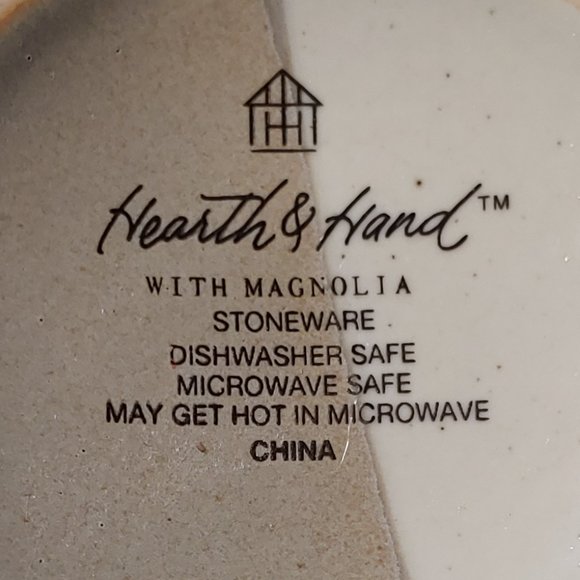 Hearth & Hand™
WITH MAGNOLIA
STONEWARE
DISHWASHER SAFE
MICROWAVE SAFE
MAY GET HOT IN MICROWAVE
CHINA